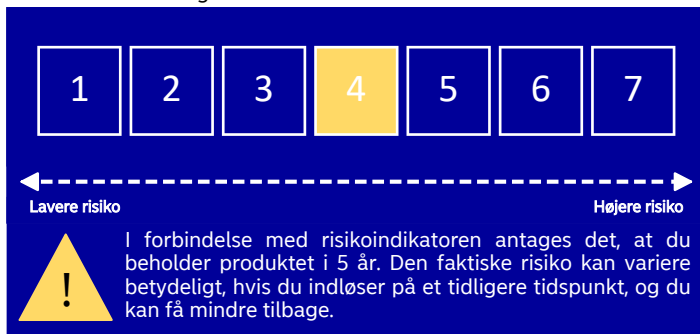 1 2 3 4 5 6 7
Lavere risiko Højere risiko
! I forbindelse med risikoindikatoren antages det, at du
beholder produktet i 5 år. Den faktiske risiko kan variere
betydeligt, hvis du indløser på et tidligere tidspunkt, og du
kan få mindre tilbage.